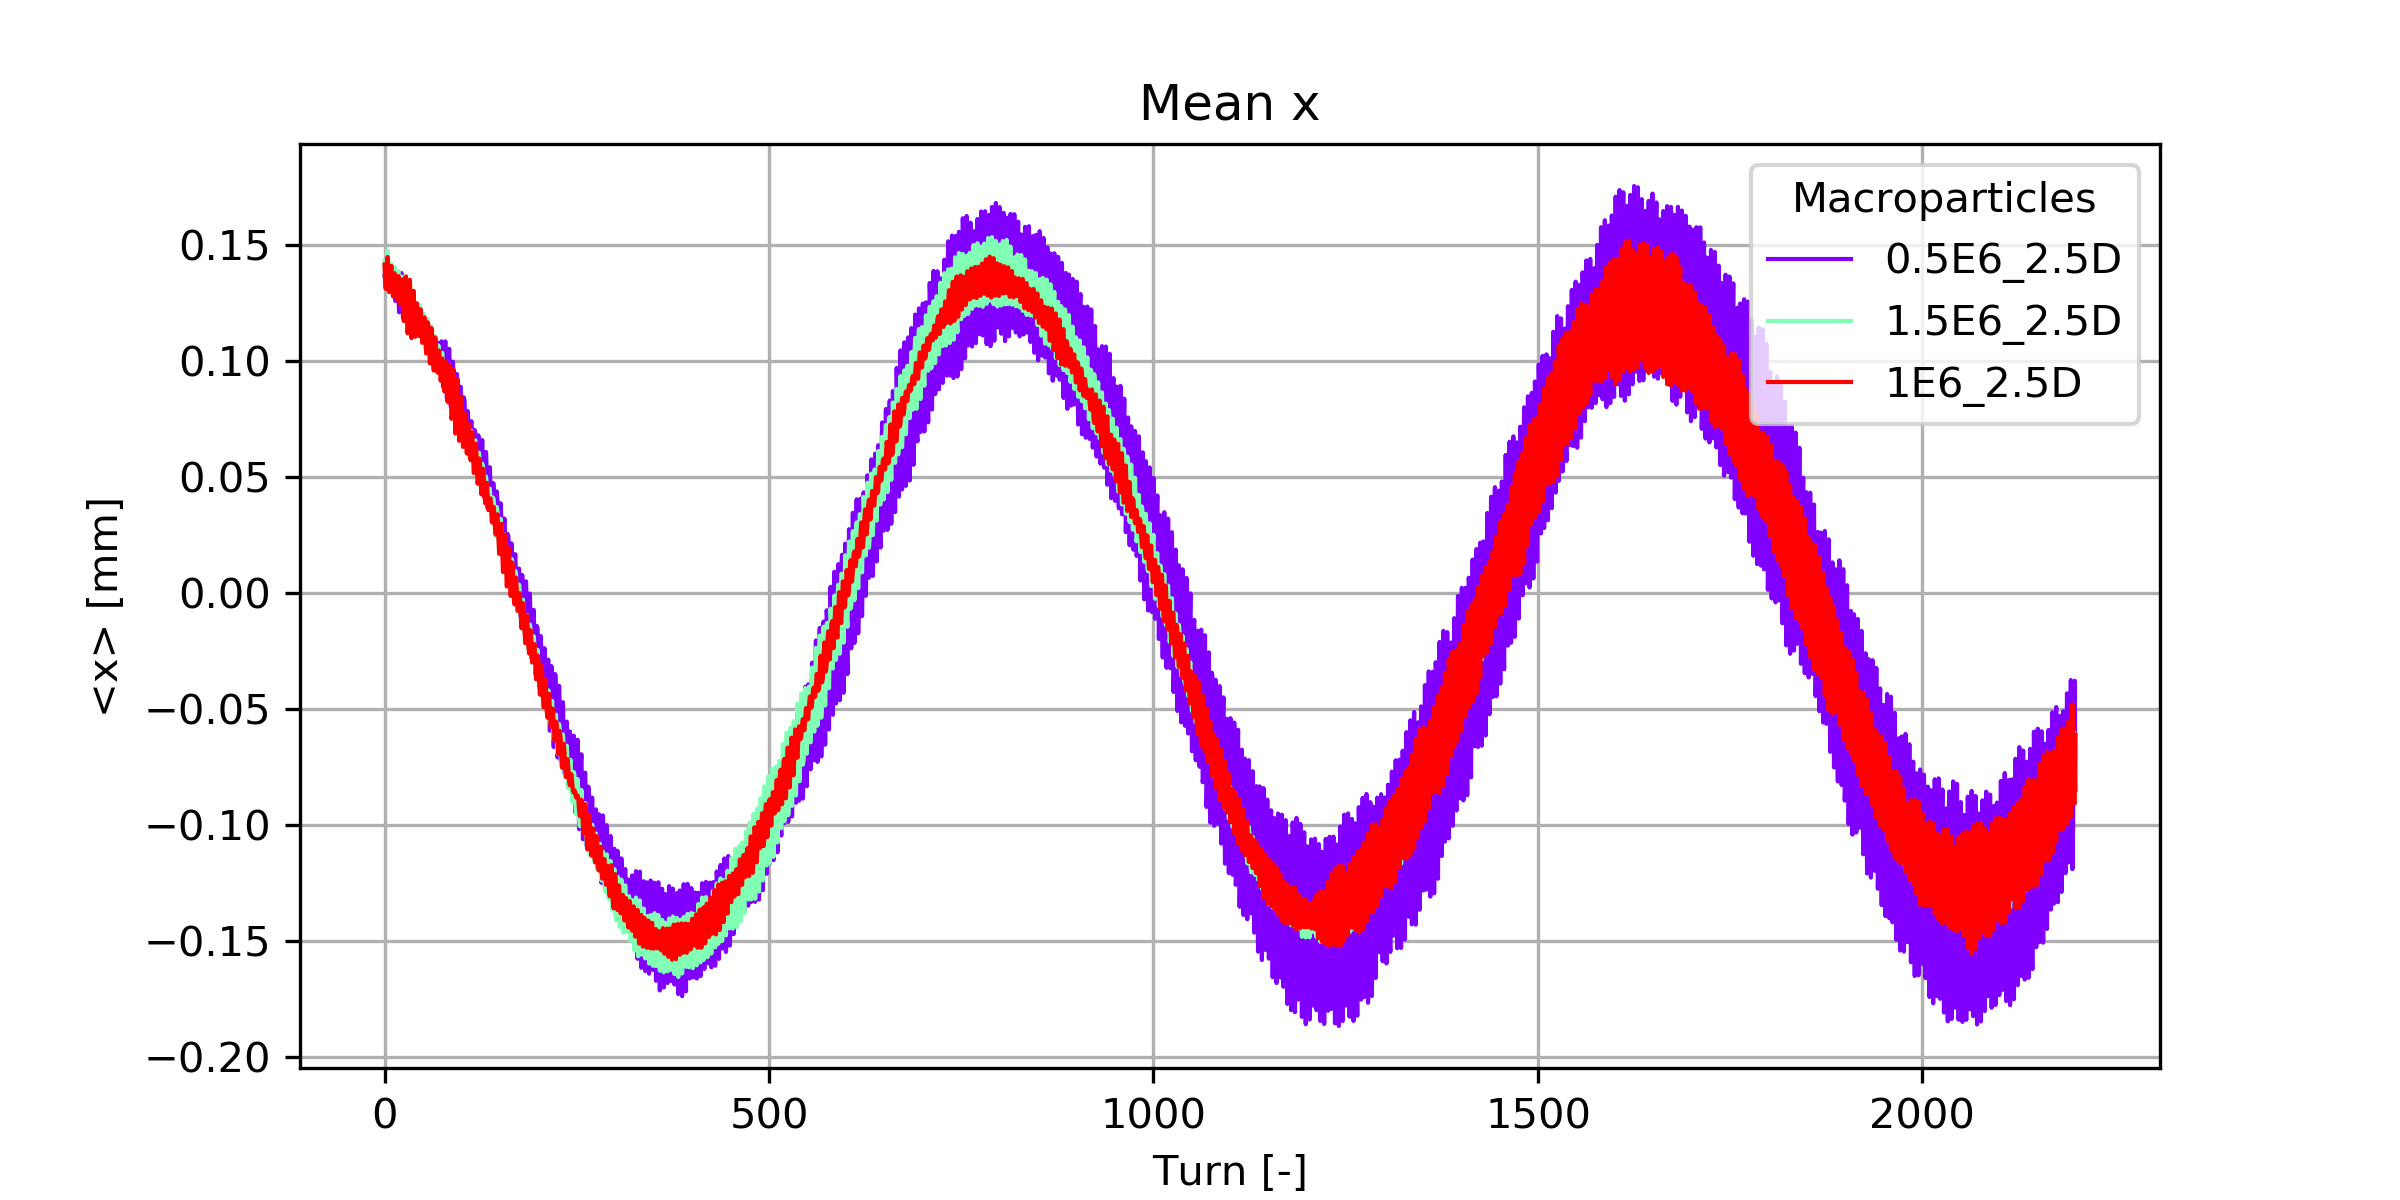 Mean x
Macroparticles
0.5E6_2.5D
1.5E6_2.5D
1E6_2.5D
0.15
0.10
0.05
0.00
−0.05
−0.10
−0.15
−0.20
<x> [mm]
0 500 1000 1500 2000
Turn [-]